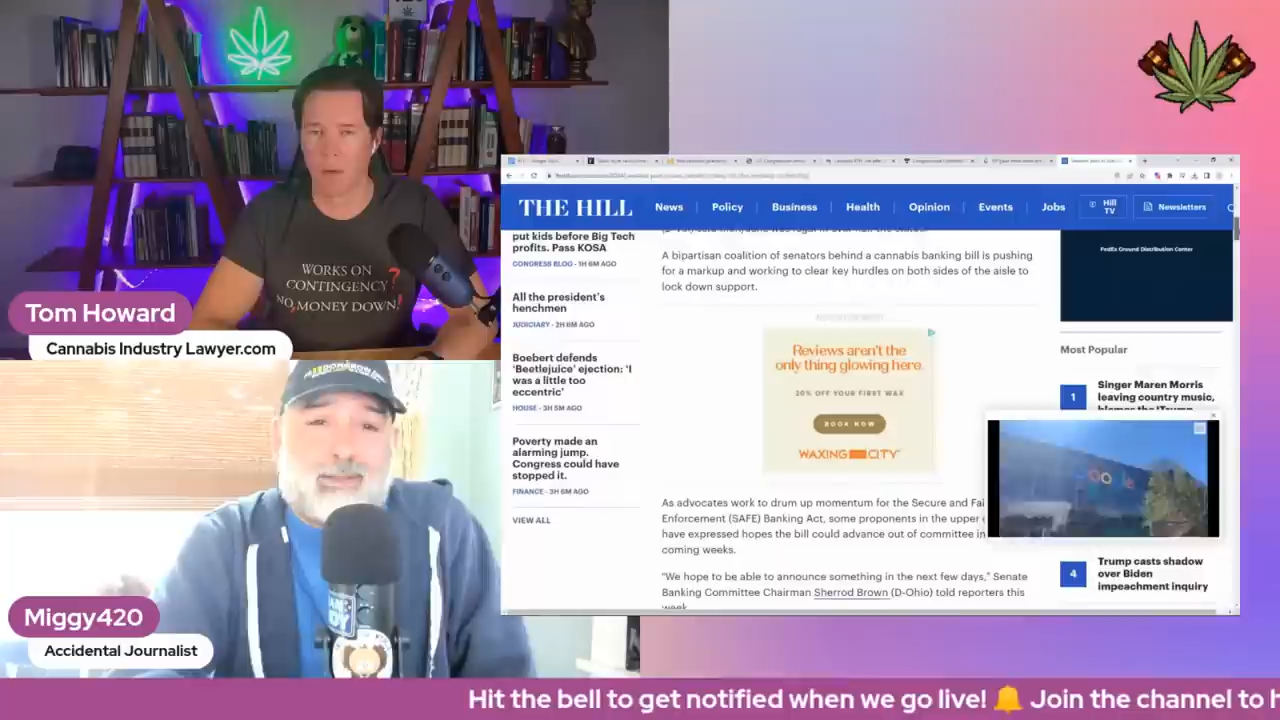 WORKS ON
CONTINGENCY?
NO, MONEY DOWN!
Tom Howard
Cannabis Industry Lawyer.com
Miggy420
Accidental Journalist
THE HILL
News
Policy
Business
Health
Opinion
Events
Jobs
Hill
TV
Newsletters
put kids before Big Tech
profits. Pass KOSA
CONGRESS BLOG - 1H 6M AGO
All the president's
henchmen
JUDICIARY - 2H 6M AGO
Boebert defends
'Beetlejuice' ejection: 'I
was a little too
eccentric'
HOUSE - 3H 5M AGO
Poverty made an
alarming jump.
Congress could have
stopped it.
FINANCE - 3H 6M AGO
VIEW ALL
A bipartisan coalition of senators behind a cannabis banking bill is pushing
for a markup and working to clear key hurdles on both sides of the aisle to
lock down support.
ADVERTISEMENT
Reviews aren't the
only thing glowing here.
20% OFF YOUR FIRST WAX
BOOK NOW
WAXING CITY
As advocates work to drum up momentum for the Secure and Fai
Enforcement (SAFE) Banking Act, some proponents in the upper
have expressed hopes the bill could advance out of committee in
coming weeks.
"We hope to be able to announce something in the next few days," Senate
Banking Committee Chairman Sherrod Brown (D-Ohio) told reporters this
week.
FedEx Ground Distribution Center
Most Popular
1
Singer Maren Morris
leaving country music,
blames the 'Trump
4
Trump casts shadow
over Biden
impeachment inquiry
Hit the bell to get notified when we go live! 🔔 Join the channel to h